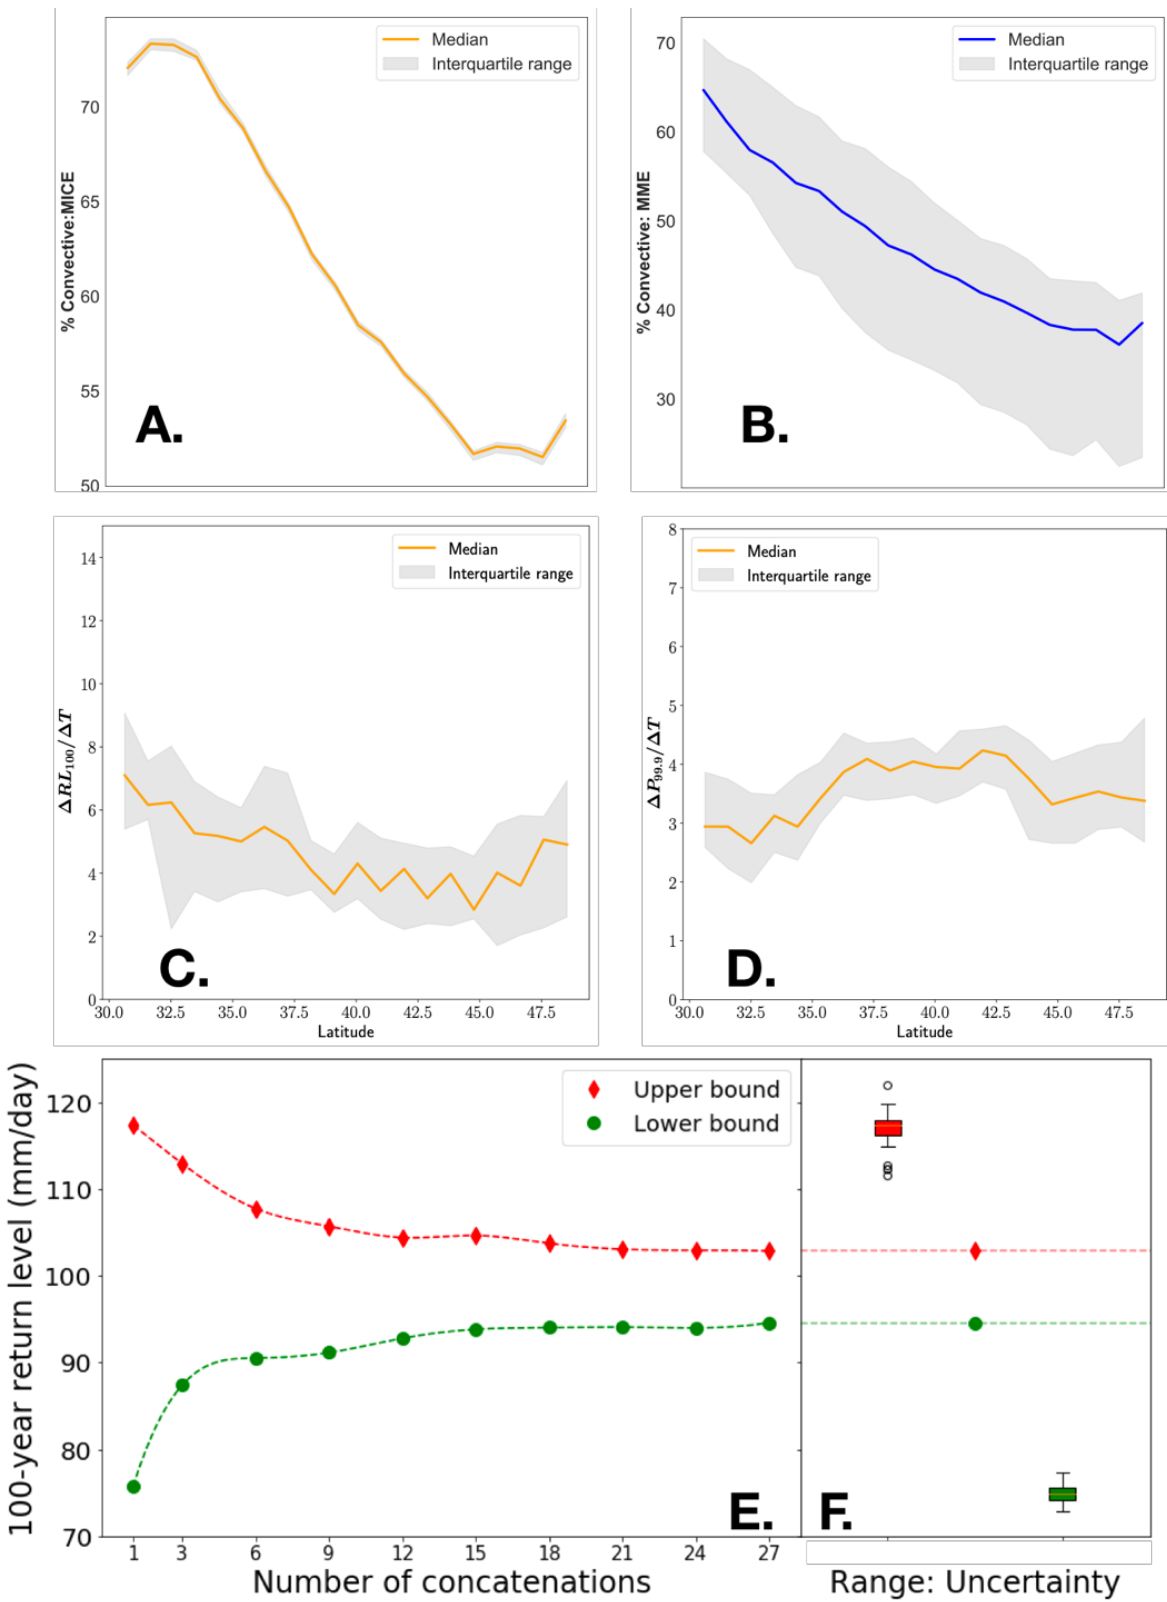 % Convective:MICE
70
65
60
55
50
Median
Interquartile range
A.
% Convective: MME
70
60
50
40
30
Median
Interquartile range
B.
ΔRL₁₀₀/ΔT
14
12
10
8
6
4
2
0
Median
Interquartile range
C.
30.0 32.5 35.0 37.5 40.0 42.5 45.0 47.5
Latitude
ΔP₉₉.₉/ΔT
8
7
6
5
4
3
2
1
0
Median
Interquartile range
D.
30.0 32.5 35.0 37.5 40.0 42.5 45.0 47.5
Latitude
100-year return level (mm/day)
120
110
100
90
80
70
Upper bound
Lower bound
E.
F.
1 3 6 9 12 15 18 21 24 27
Number of concatenations
Range: Uncertainty